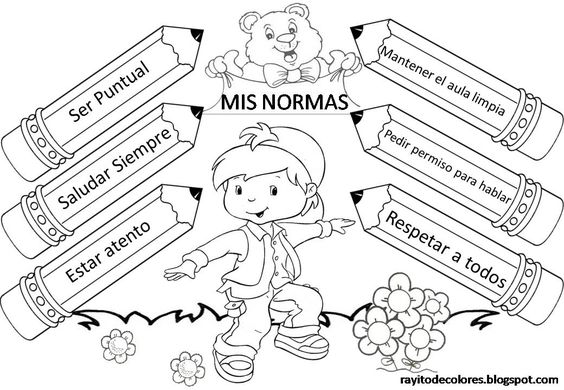 MIS NORMAS
Ser Puntual
Saludar Siempre
Estar atento
Mantener el aula limpia
Pedir permiso para hablar
Respetar a todos
rayitodecolores.blogspot.com